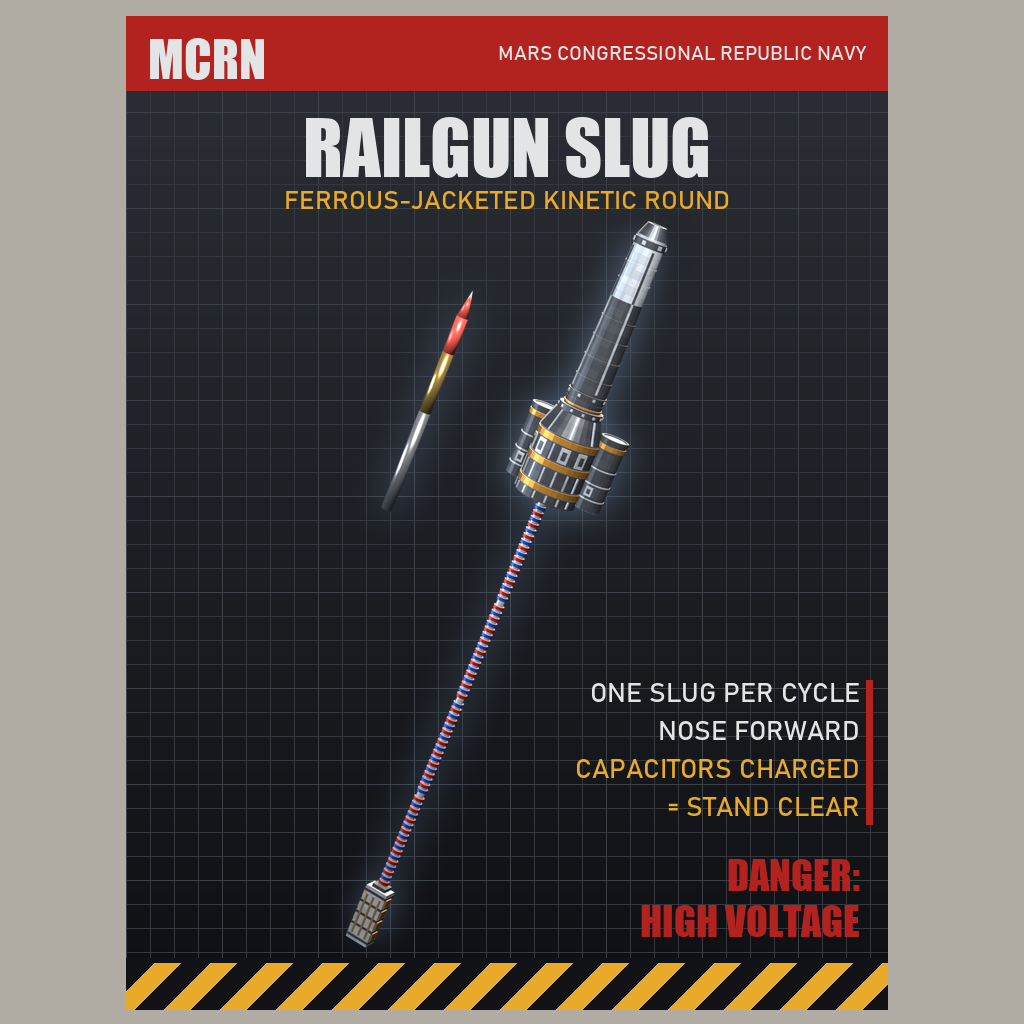 MCRN
MARS CONGRESSIONAL REPUBLIC NAVY
RAILGUN SLUG
FERROUS-JACKETED KINETIC ROUND
ONE SLUG PER CYCLE
NOSE FORWARD
CAPACITORS CHARGED
= STAND CLEAR
DANGER:
HIGH VOLTAGE